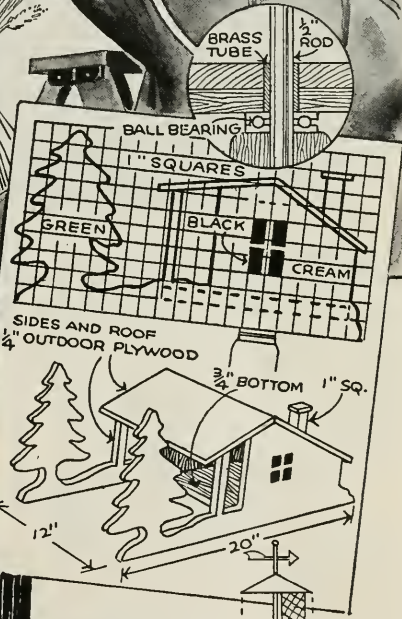 BRASS
TUBE
1/2"
ROD
BALL BEARING
1" SQUARES
GREEN
BLACK
CREAM
SIDES AND ROOF
1/4" OUTDOOR PLYWOOD
3/4" BOTTOM
1" SQ.
12"
20"